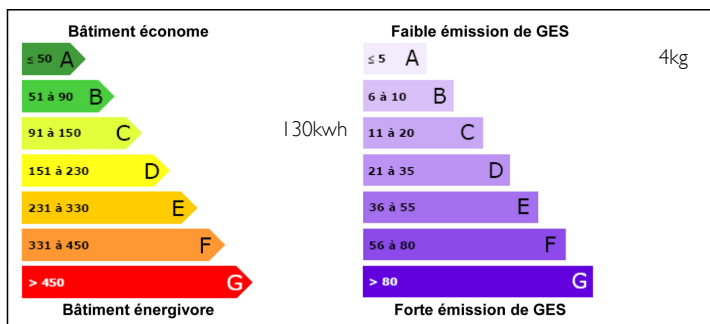 Bâtiment économe
≤ 50 A
51 à 90 B
91 à 150 C
130kwh
151 à 230 D
231 à 330 E
331 à 450 F
> 450 G
Bâtiment énergivore
Faible émission de GES
≤ 5 A
4kg
6 à 10 B
11 à 20 C
21 à 35 D
36 à 55 E
56 à 80 F
> 80 G
Forte émission de GES